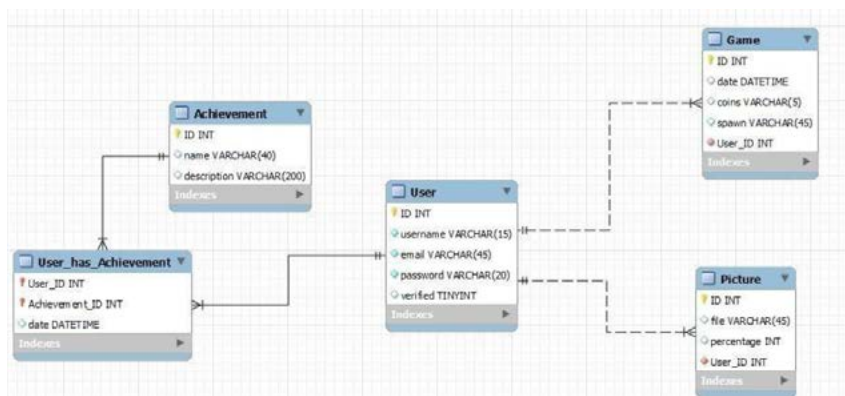 Game
ID INT
date DATETIME
coins VARCHAR(5)
spawn VARCHAR(45)
User_ID INT
Indexes
Achievement
ID INT
name VARCHAR(40)
description VARCHAR(200)
Indexes
User
ID INT
username VARCHAR(15)
email VARCHAR(45)
password VARCHAR(20)
verified TINYINT
Indexes
User_has_Achievement
User_ID INT
Achievement_ID INT
date DATETIME
Indexes
Picture
ID INT
file VARCHAR(45)
percentage INT
User_ID INT
Indexes